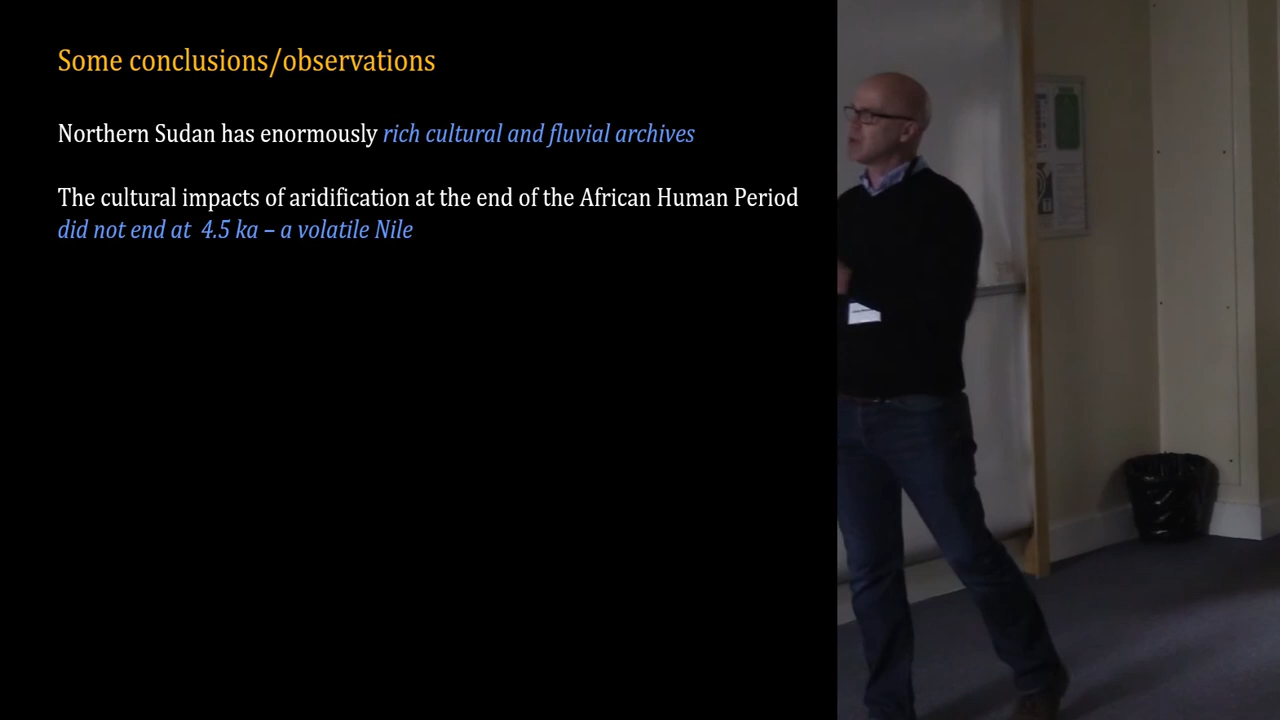 Some conclusions/observations
Northern Sudan has enormously rich cultural and fluvial archives
The cultural impacts of aridification at the end of the African Human Period
did not end at 4.5 ka – a volatile Nile